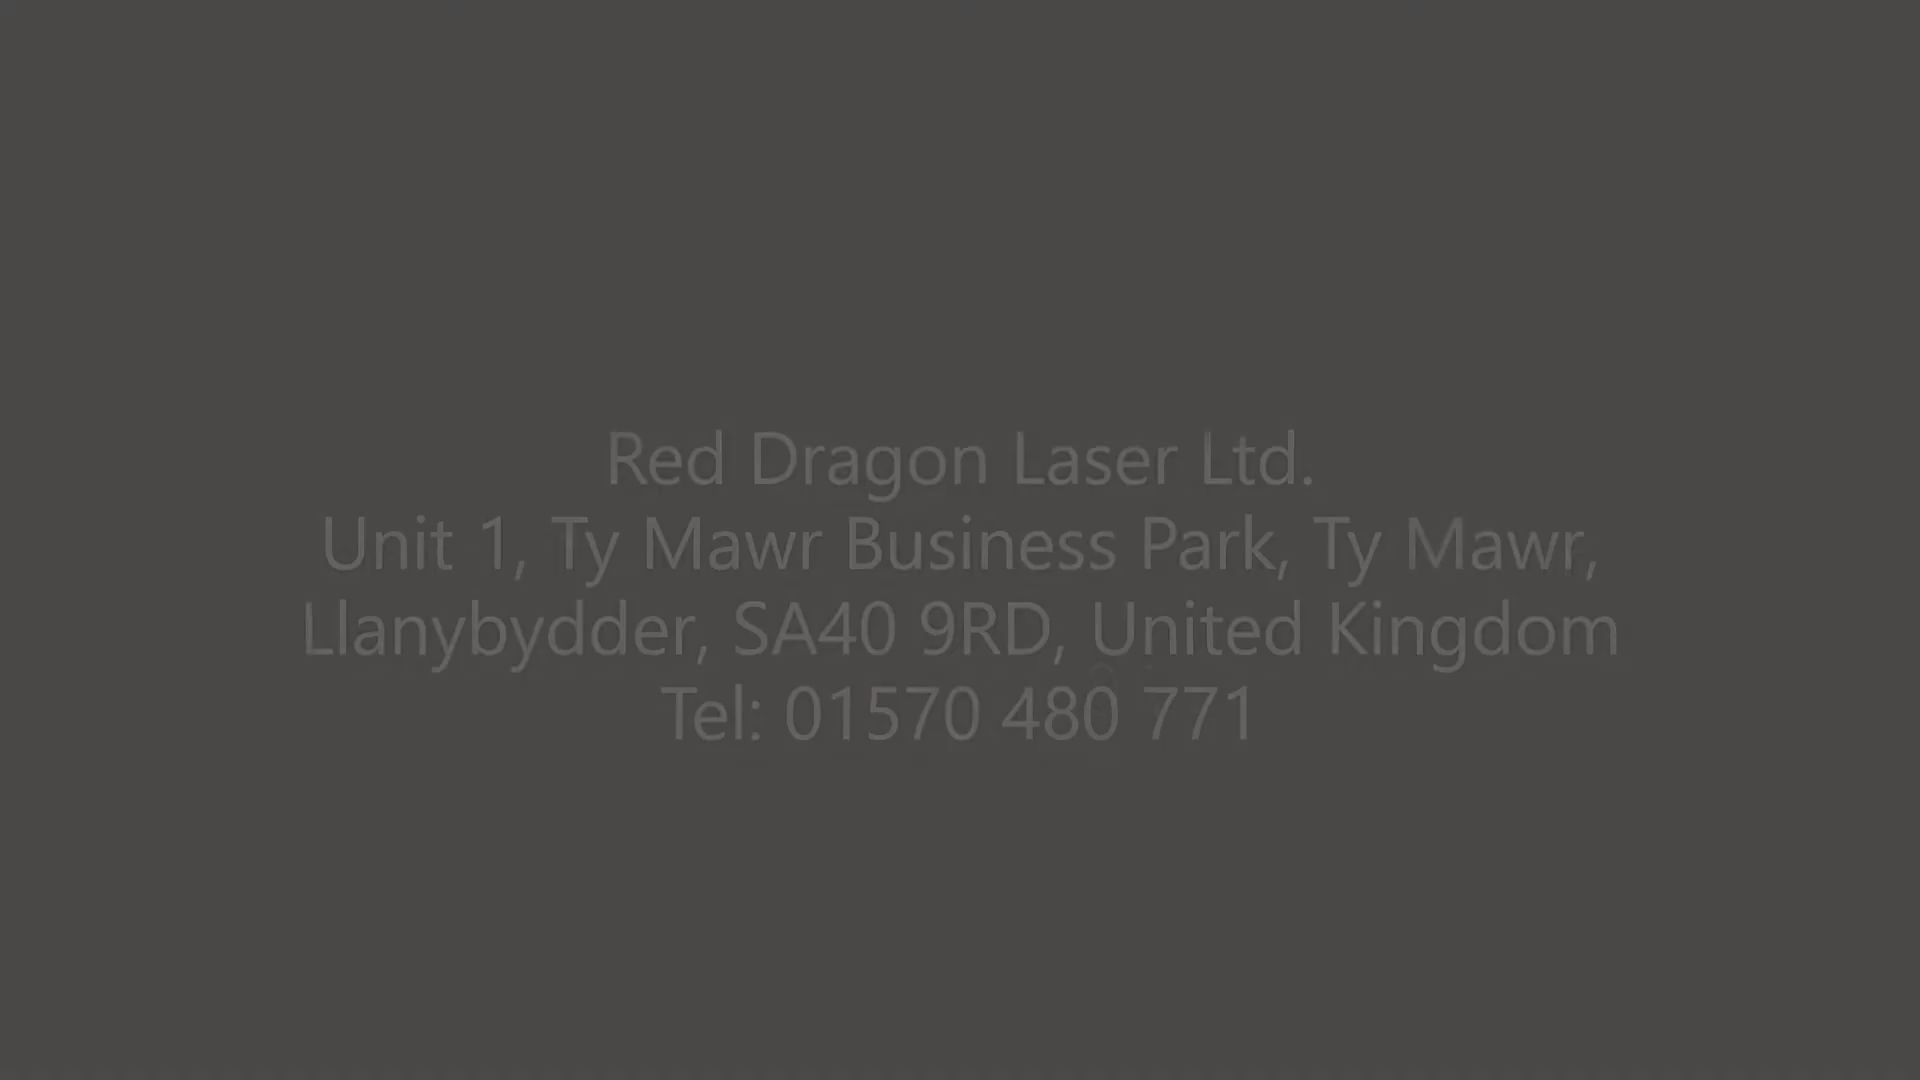 Red Dragon Laser Ltd.
Unit 1, Ty Mawr Business Park, Ty Mawr,
Llanybydder, SA40 9RD, United Kingdom
Tel: 01570 480 771